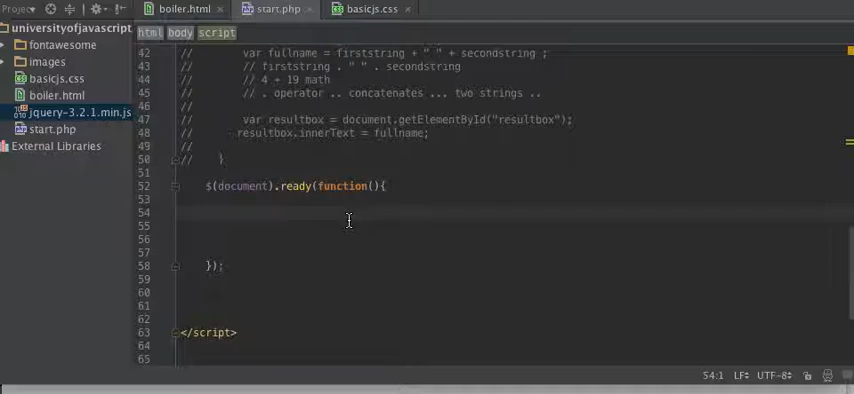 Project
boiler.html × start.php × basicjs.css ×
universityofjavascript
html body script
fontawesome
images
basicjs.css
boiler.html
jquery-3.2.1.min.js
start.php
External Libraries
42 // var fullname = firststring + " " + secondstring ;
43 // // firststring . " " . secondstring
44 // // 4 + 19 math
45 // // . operator .. concatenates ... two strings ..
46 //
47 // var resultbox = document.getElementById("resultbox");
48 // resultbox.innerText = fullname;
49 //
50 // }
51
52 $(document).ready(function(){
53
54
55
56
57
58 });
59
60
61
62
63 </script>
64
65
54:1 LF UTF-8